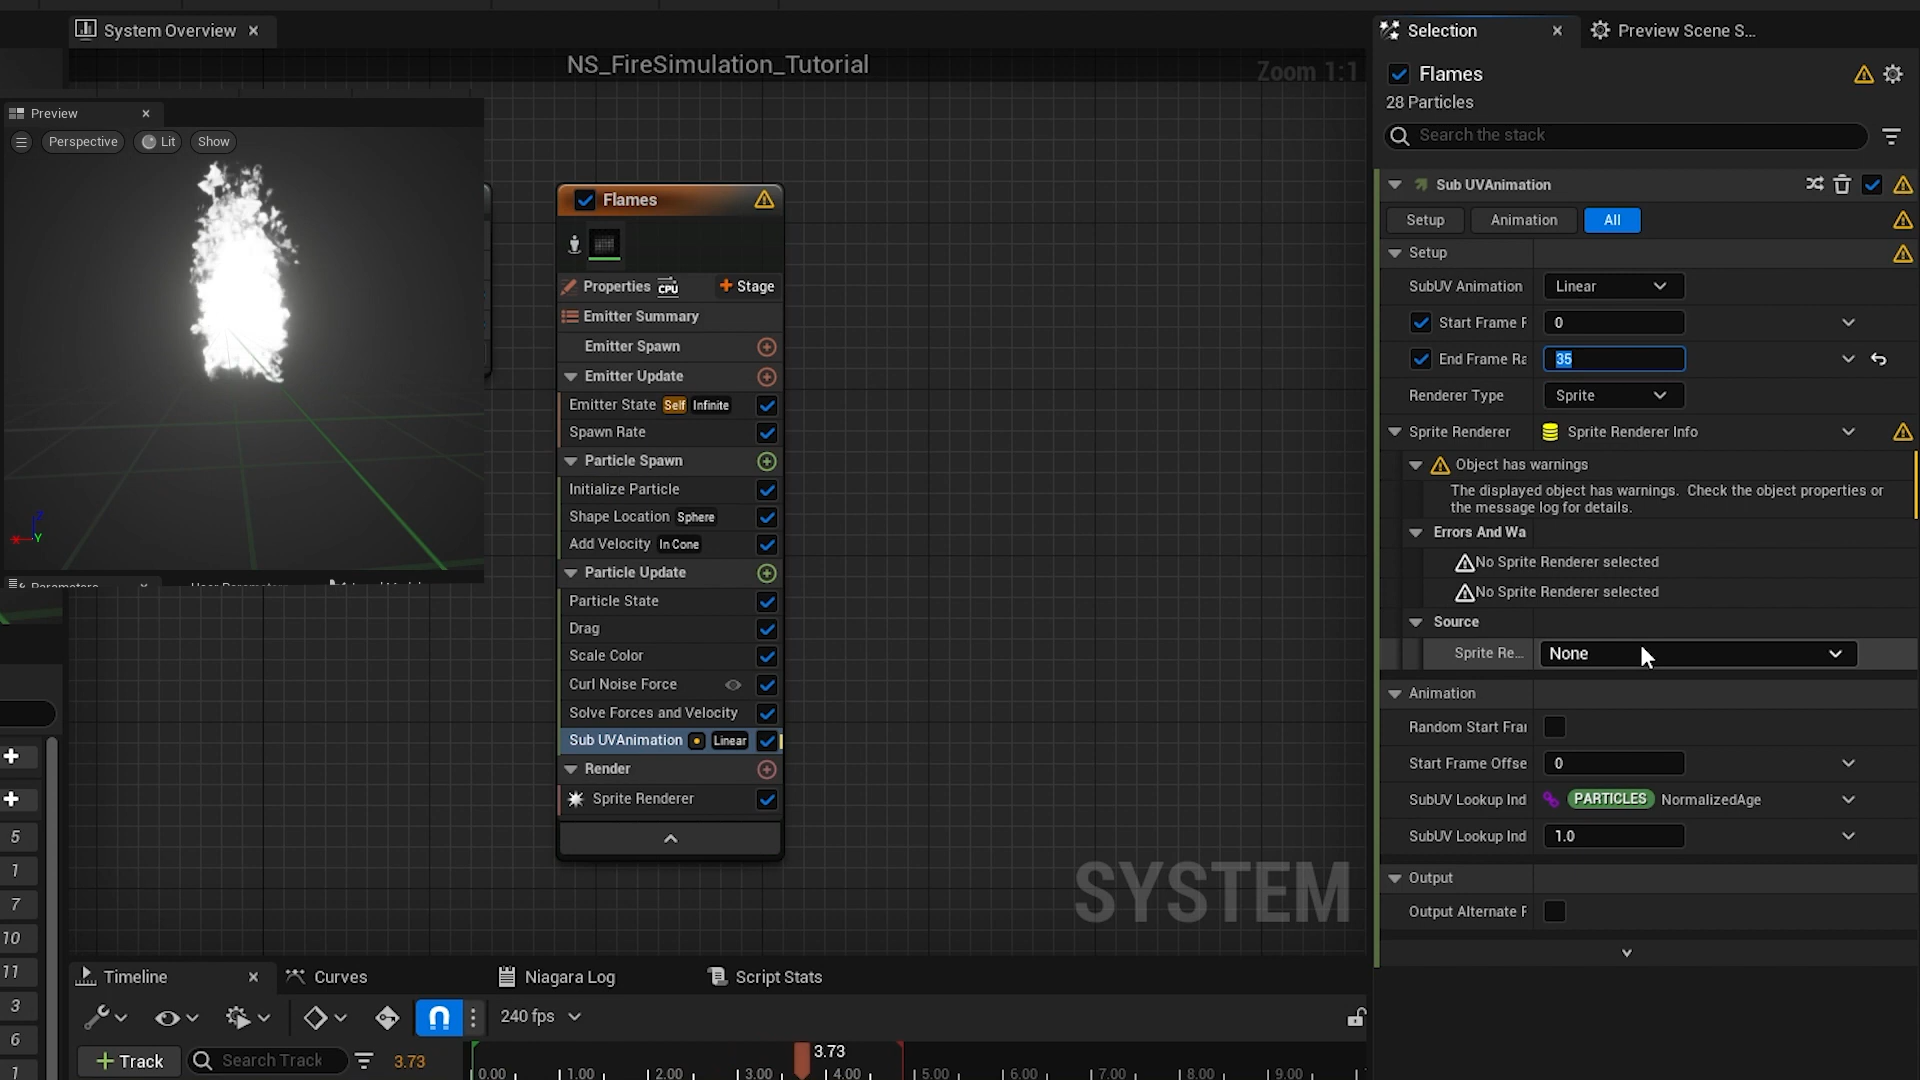 System Overview
NS_FireSimulation_Tutorial
Zoom 1:1
Preview
Perspective
Lit
Show
Y
Flames
Properties
CPU
Stage
Emitter Summary
Emitter Spawn
Emitter Update
Emitter State Self Infinite
Spawn Rate
Particle Spawn
Initialize Particle
Shape Location Sphere
Add Velocity In Cone
Particle Update
Particle State
Drag
Scale Color
Curl Noise Force
Solve Forces and Velocity
Sub UVAnimation Linear
Render
Sprite Renderer
SYSTEM
5
1
7
10
11
3
6
1
Timeline
Curves
Niagara Log
Script Stats
240 fps
+ Track
Search Track
3.73
3.73
0.00 1.00 2.00 3.00 4.00 5.00 6.00 7.00 8.00 9.00
Selection
Preview Scene S...
Flames
28 Particles
Search the stack
Sub UVAnimation
Setup
Animation
All
Setup
SubUV Animation
Linear
Start Frame R
0
End Frame Ra
35
Renderer Type
Sprite
Sprite Renderer
Sprite Renderer Info
Object has warnings
The displayed object has warnings. Check the object properties or
the message log for details.
Errors And Wa
No Sprite Renderer selected
No Sprite Renderer selected
Source
Sprite Re...
None
Animation
Random Start Fra
Start Frame Offse
0
SubUV Lookup Ind
PARTICLES NormalizedAge
SubUV Lookup Ind
1.0
Output
Output Alternate F